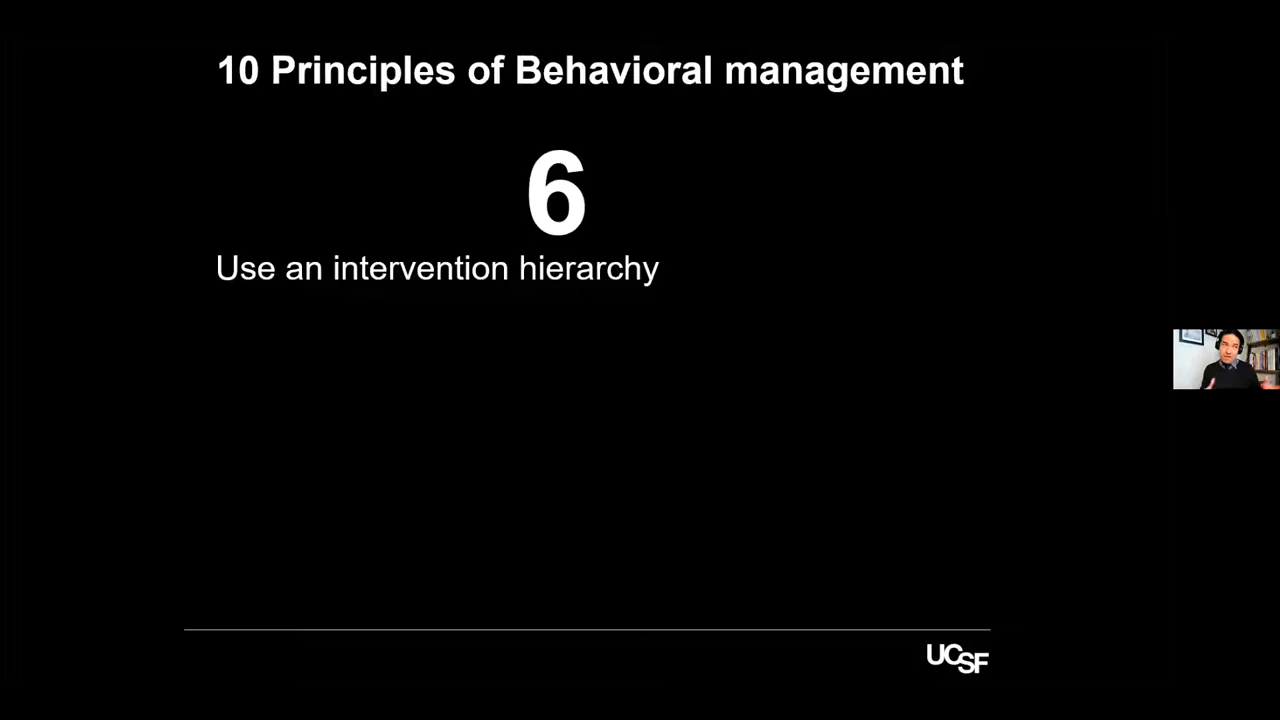 10 Principles of Behavioral management
6
Use an intervention hierarchy
UCSF